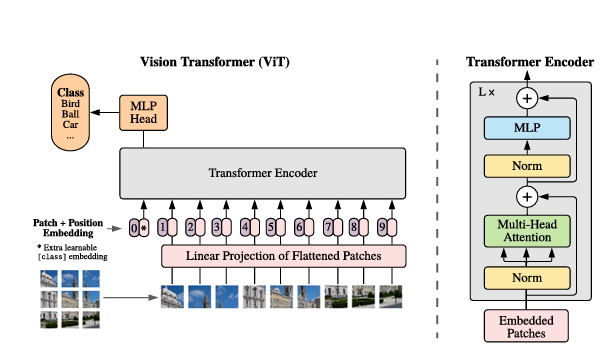 Vision Transformer (ViT)
Class
Bird
Ball
Car
...
MLP
Head
Transformer Encoder
Patch + Position
Embedding
* Extra learnable
[class] embedding
0 * 1 2 3 4 5 6 7 8 9
Linear Projection of Flattened Patches
Transformer Encoder
L ×
+
MLP
Norm
+
Multi-Head
Attention
Norm
Embedded
Patches